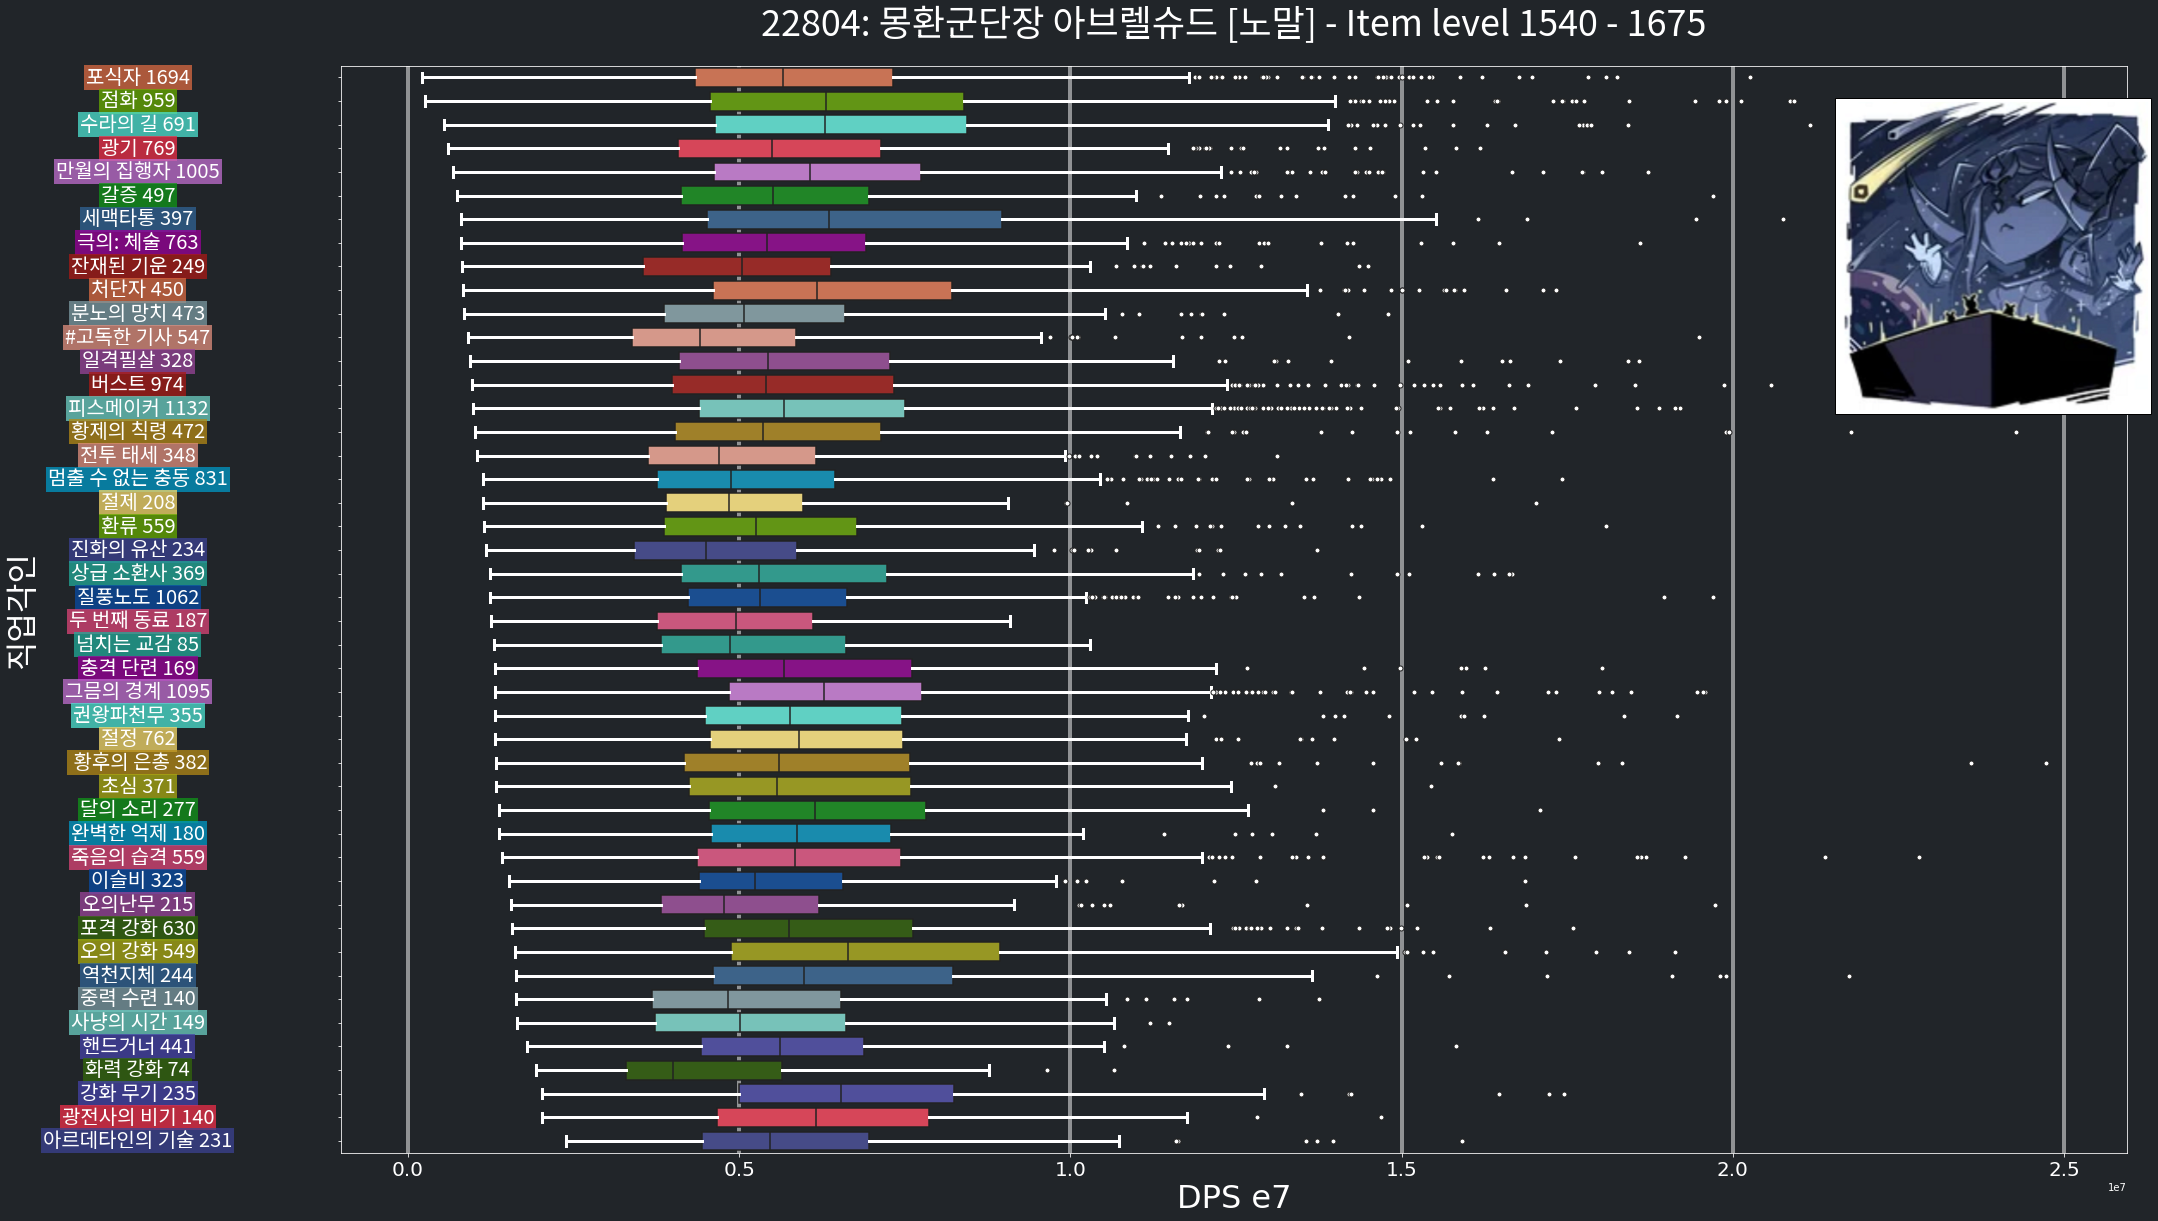 22804: 몽환군단장 아브렐슈드 [노말] - Item level 1540 - 1675
직업각인
포식자 1694
점화 959
수라의 길 691
광기 769
만월의 집행자 1005
갈증 497
세맥타통 397
극의: 체술 763
잔재된 기운 249
처단자 450
분노의 망치 473
#고독한 기사 547
일격필살 328
버스트 974
피스메이커 1132
황제의 칙령 472
전투 태세 348
멈출 수 없는 충동 831
절제 208
환류 559
진화의 유산 234
상급 소환사 369
질풍노도 1062
두 번째 동료 187
넘치는 교감 85
충격 단련 169
그믐의 경계 1095
권왕파천무 355
절정 762
황후의 은총 382
초심 371
달의 소리 277
완벽한 억제 180
죽음의 습격 559
이슬비 323
오의난무 215
포격 강화 630
오의 강화 549
역천지체 244
중력 수련 140
사냥의 시간 149
핸드거너 441
화력 강화 74
강화 무기 235
광전사의 비기 140
아르데타인의 기술 231
0.0 0.5 1.0 1.5 2.0 2.5
DPS e7
1e7